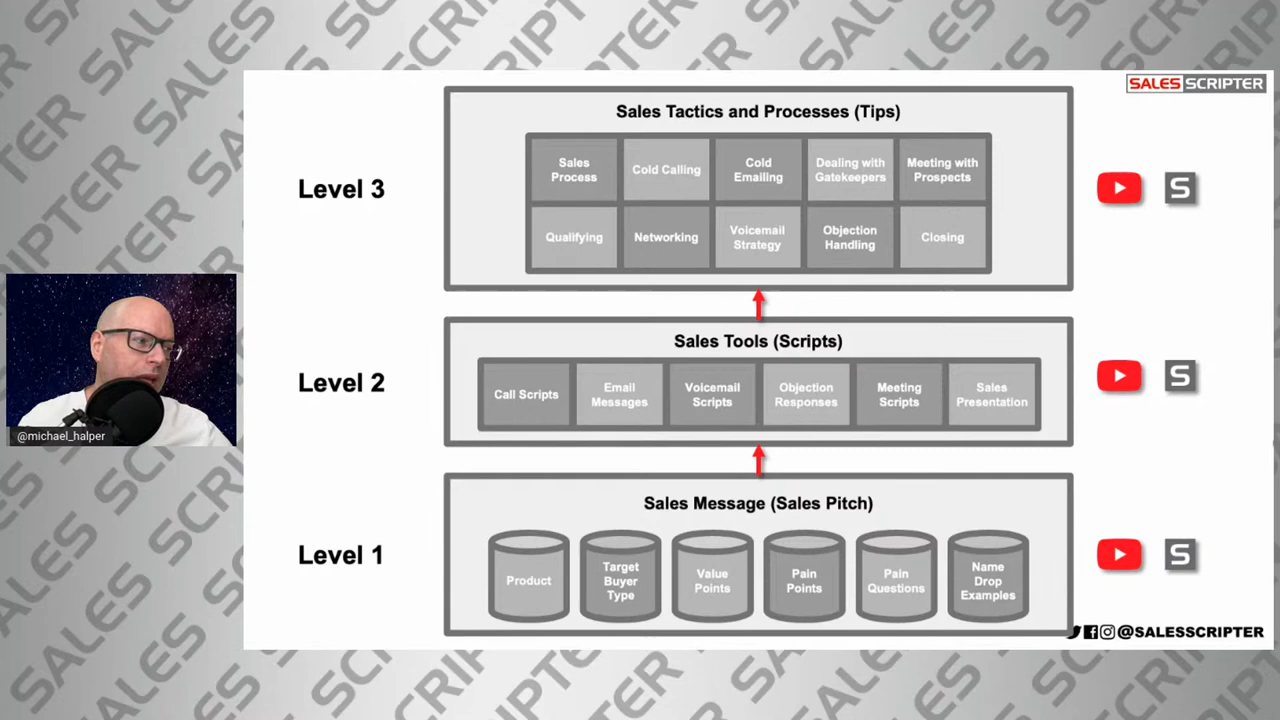 SALES SCRIPTER
Sales Tactics and Processes (Tips)
Level 3
Sales
Process
Cold Calling
Cold
Emailing
Dealing with
Gatekeepers
Meeting with
Prospects
Qualifying
Networking
Voicemail
Strategy
Objection
Handling
Closing
Sales Tools (Scripts)
Level 2
Call Scripts
Email
Messages
Voicemail
Scripts
Objection
Responses
Meeting
Scripts
Sales
Presentation
Sales Message (Sales Pitch)
Level 1
Product
Target
Buyer
Type
Value
Points
Pain
Points
Pain
Questions
Name
Drop
Examples
S
S
S
@SALESSCRIPTER
@michael_halper